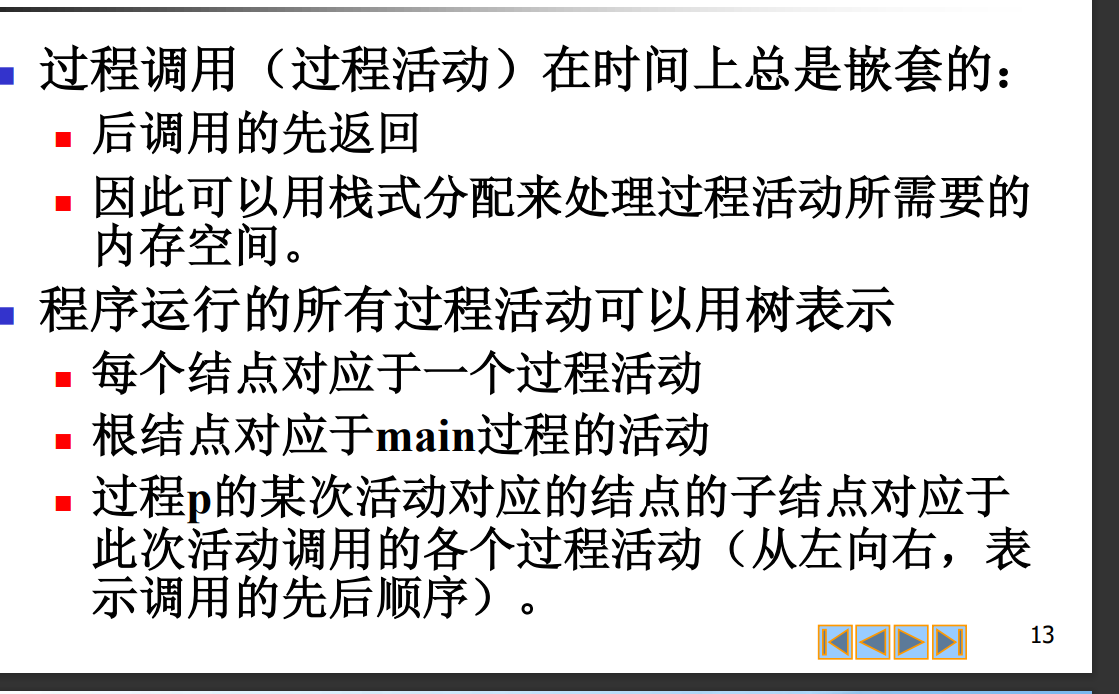 过程调用（过程活动）在时间上总是嵌套的：
后调用的先返回
因此可以用栈式分配来处理过程活动所需要的
内存空间。
程序运行的所有过程活动可以用树表示
每个结点对应于一个过程活动
根结点对应于main过程的活动
过程p的某次活动对应的结点的子结点对应于
此次活动调用的各个过程活动（从左向右，表
示调用的先后顺序）。
13